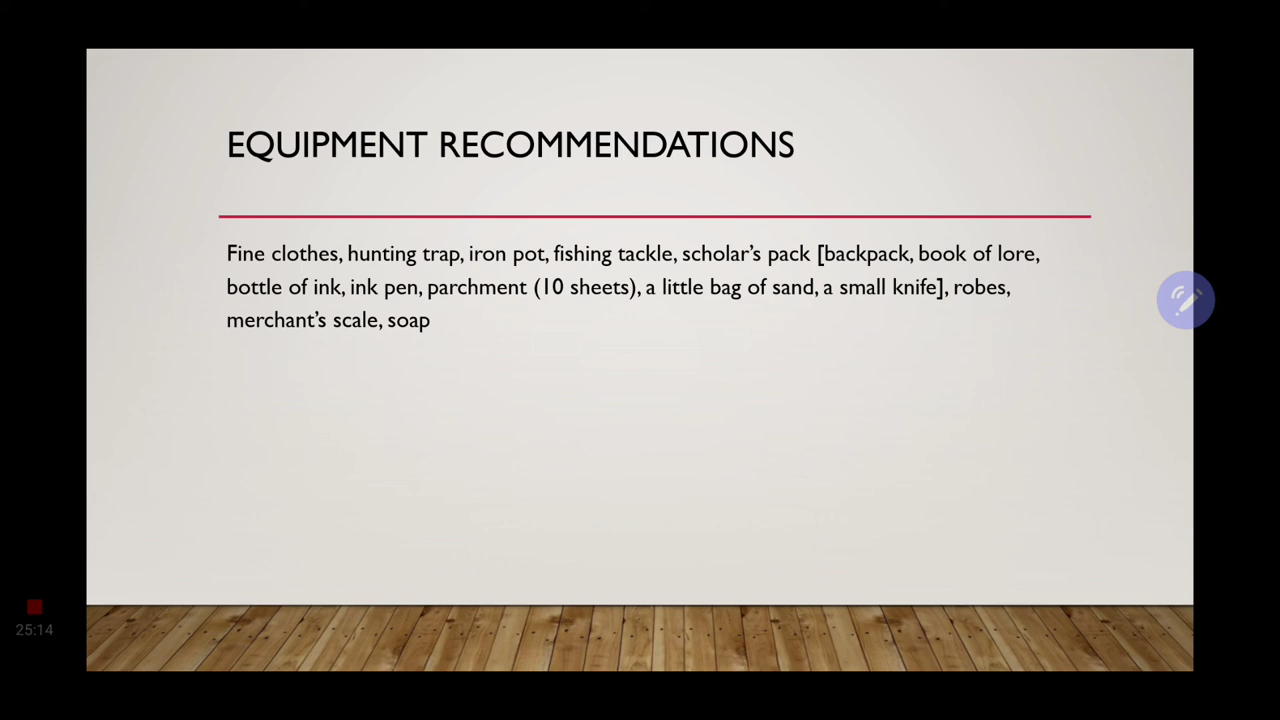 EQUIPMENT RECOMMENDATIONS
Fine clothes, hunting trap, iron pot, fishing tackle, scholar’s pack [backpack, book of lore,
bottle of ink, ink pen, parchment (10 sheets), a little bag of sand, a small knife], robes,
merchant’s scale, soap
25:14